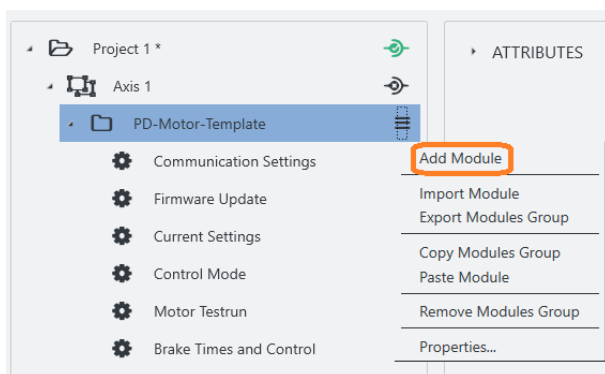 Project 1 *
ATTRIBUTES
Axis 1
PD-Motor-Template
Communication Settings
Firmware Update
Current Settings
Control Mode
Motor Testrun
Brake Times and Control
Add Module
Import Module
Export Modules Group
Copy Modules Group
Paste Module
Remove Modules Group
Properties...